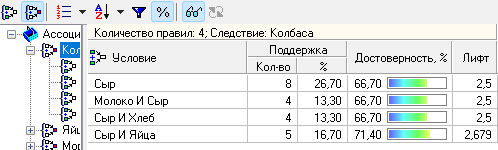 Ассоци
Кол
Яйц
Мол
Количество правил: 4; Следствие: Колбаса
Условие Поддержка Достоверность, % Лифт
Кол-во %
Сыр 8 26,70 66,70 2,5
Молоко И Сыр 4 13,30 66,70 2,5
Сыр И Хлеб 4 13,30 66,70 2,5
Сыр И Яйца 5 16,70 71,40 2,679